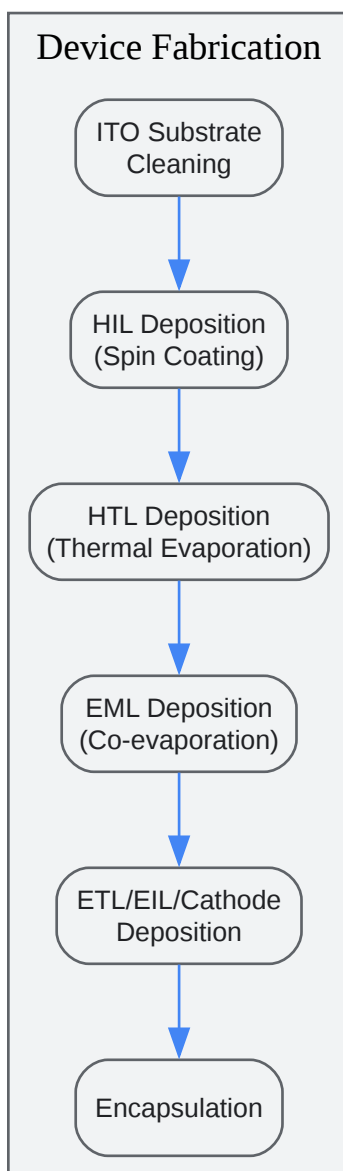 Device Fabrication
ITO Substrate
Cleaning
HIL Deposition
(Spin Coating)
HTL Deposition
(Thermal Evaporation)
EML Deposition
(Co-evaporation)
ETL/EIL/Cathode
Deposition
Encapsulation